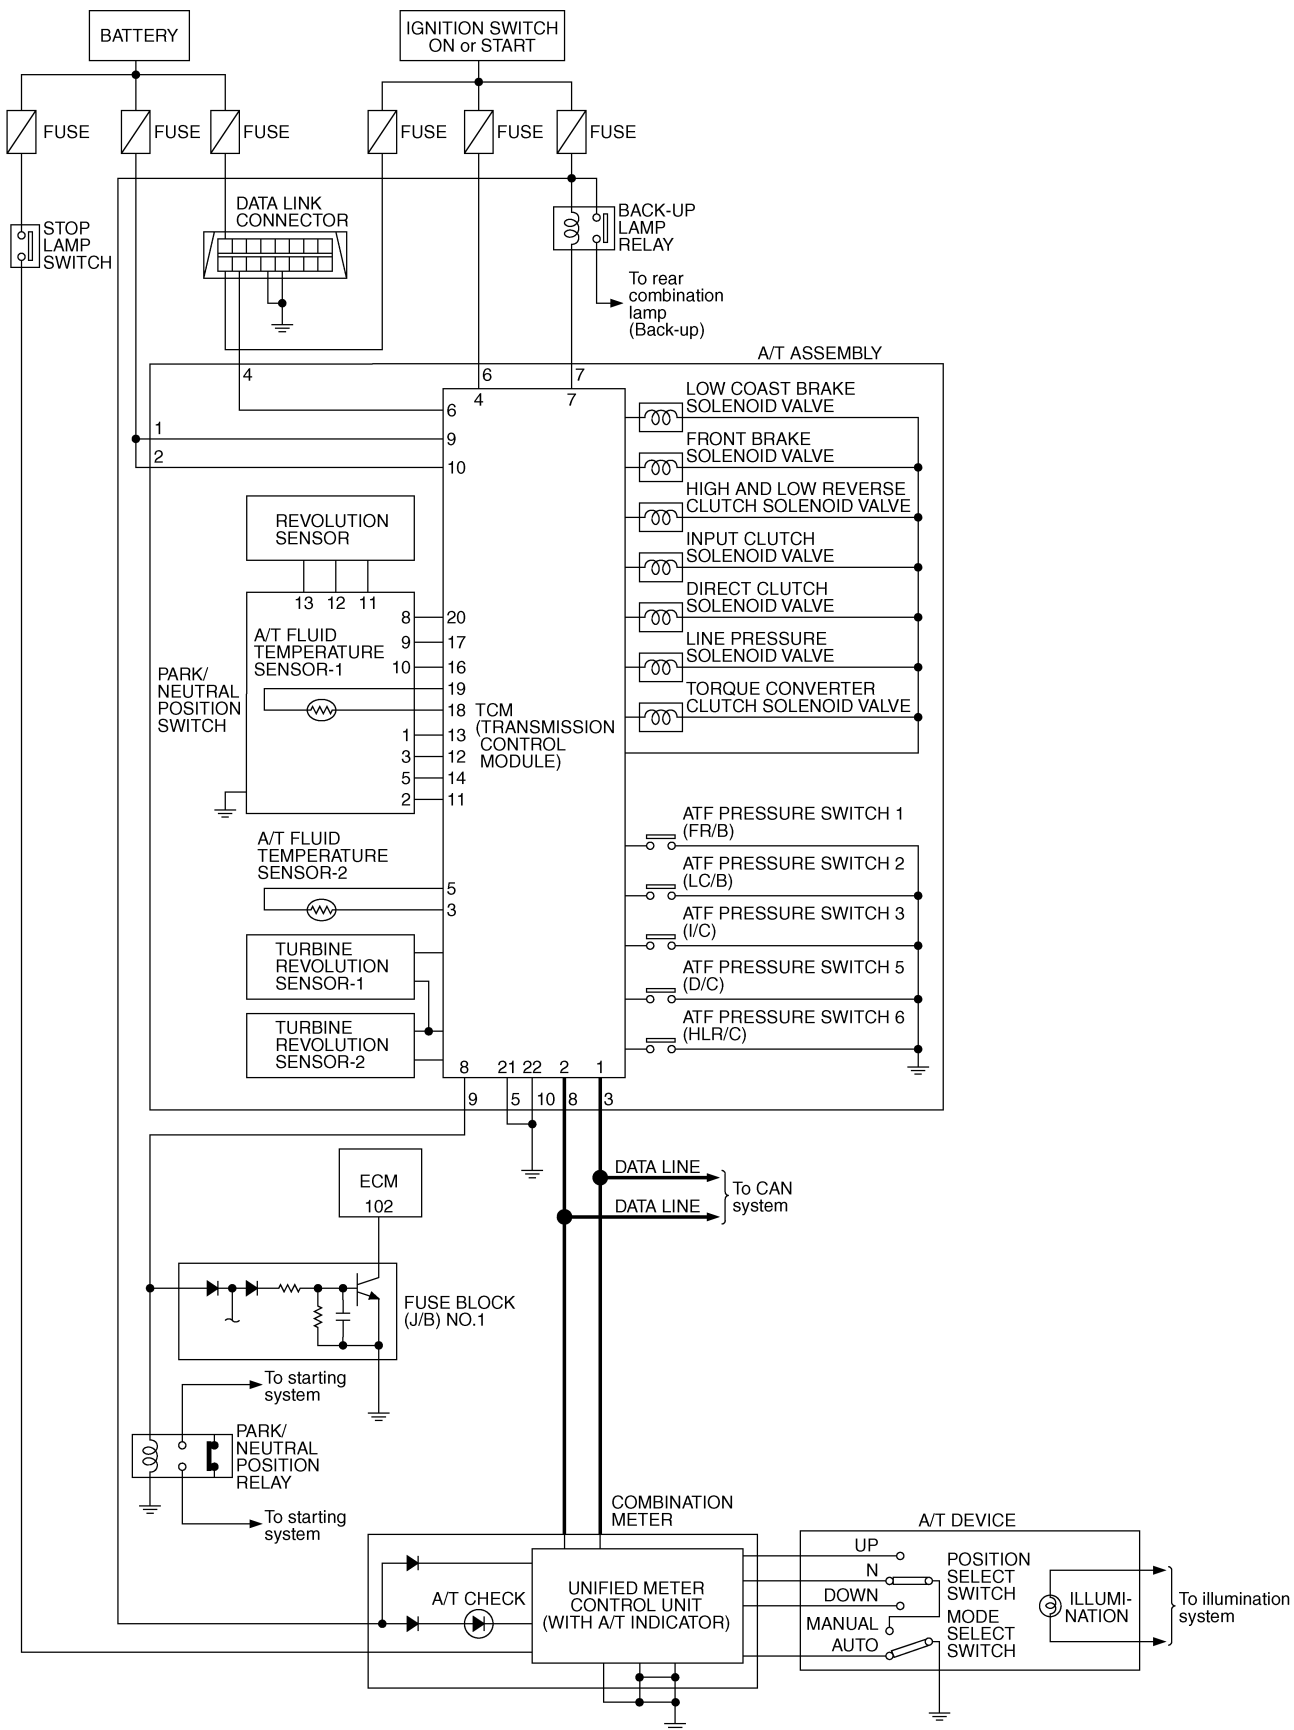 BATTERY
IGNITION SWITCH
ON or START
FUSE
FUSE
FUSE
FUSE
FUSE
FUSE
STOP
LAMP
SWITCH
DATA LINK
CONNECTOR
BACK-UP
LAMP
RELAY
To rear
combination
lamp
(Back-up)
A/T ASSEMBLY
4
6
7
4
7
6
1
9
2
10
LOW COAST BRAKE
SOLENOID VALVE
FRONT BRAKE
SOLENOID VALVE
HIGH AND LOW REVERSE
CLUTCH SOLENOID VALVE
INPUT CLUTCH
SOLENOID VALVE
DIRECT CLUTCH
SOLENOID VALVE
LINE PRESSURE
SOLENOID VALVE
TORQUE CONVERTER
CLUTCH SOLENOID VALVE
REVOLUTION
SENSOR
13 12 11
8 20
9 17
10 16
19
18
1 13
3 12
5 14
2 11
A/T FLUID
TEMPERATURE
SENSOR-1
PARK/
NEUTRAL
POSITION
SWITCH
TCM
(TRANSMISSION
CONTROL
MODULE)
A/T FLUID
TEMPERATURE
SENSOR-2
5
3
TURBINE
REVOLUTION
SENSOR-1
TURBINE
REVOLUTION
SENSOR-2
ATF PRESSURE SWITCH 1
(FR/B)
ATF PRESSURE SWITCH 2
(LC/B)
ATF PRESSURE SWITCH 3
(I/C)
ATF PRESSURE SWITCH 5
(D/C)
ATF PRESSURE SWITCH 6
(HLR/C)
8 21 22 2 1
9 5 10 8 3
DATA LINE
DATA LINE
To CAN
system
ECM
102
FUSE BLOCK
(J/B) NO.1
To starting
system
PARK/
NEUTRAL
POSITION
RELAY
To starting
system
COMBINATION
METER
A/T CHECK
UNIFIED METER
CONTROL UNIT
(WITH A/T INDICATOR)
A/T DEVICE
UP
N
DOWN
MANUAL
AUTO
POSITION
SELECT
SWITCH
MODE
SELECT
SWITCH
ILLUMI-
NATION
To illumination
system